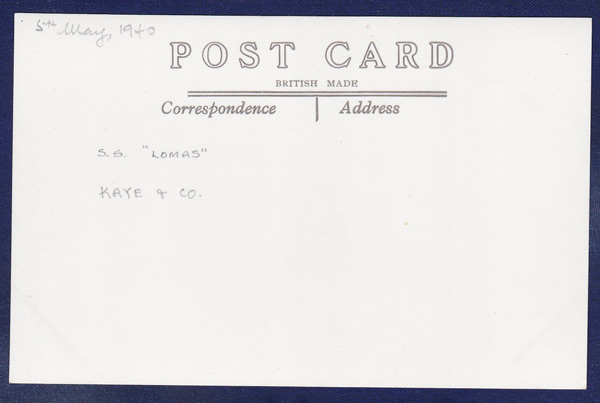 5th May, 1940
POST CARD
BRITISH MADE
Correspondence | Address
S.S. "LOMAS"
KAYE & CO.